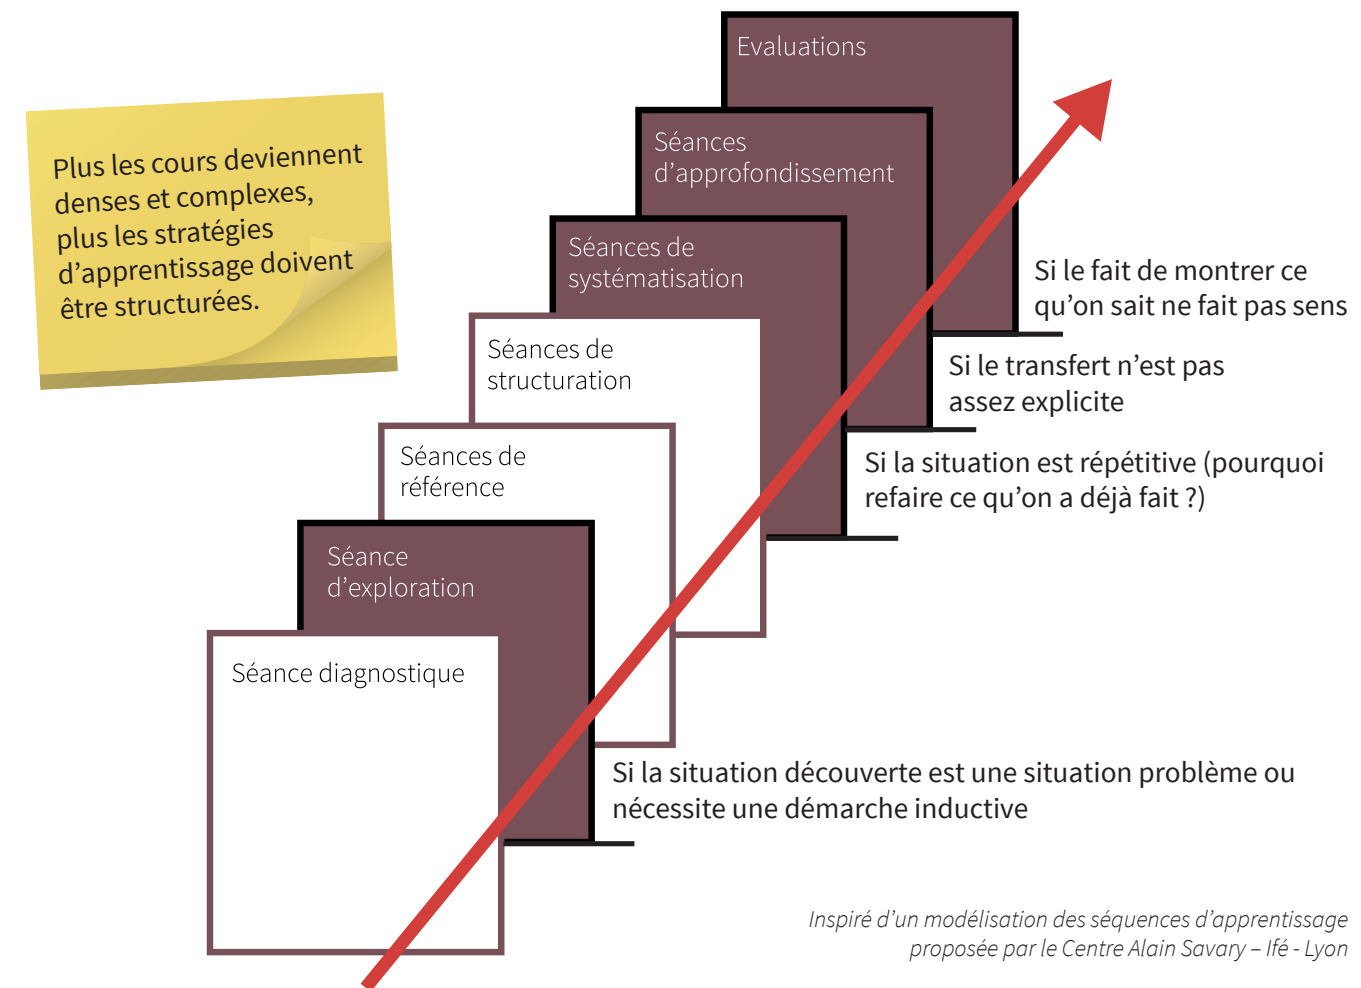 Evaluations
Plus les cours deviennent
denses et complexes,
plus les stratégies
d’apprentissage doivent
être structurées.
Séances
d’approfondissement
Séances de
systématisation
Si le fait de montrer ce
qu’on sait ne fait pas sens
Séances de
structuration
Si le transfert n’est pas
assez explicite
Séances de
référence
Si la situation est répétitive (pourquoi
refaire ce qu’on a déjà fait ?)
Séance
d’exploration
Séance diagnostique
Si la situation découverte est une situation problème ou
nécessite une démarche inductive
Inspiré d’un modélisation des séquences d’apprentissage
proposée par le Centre Alain Savary – Ifé - Lyon